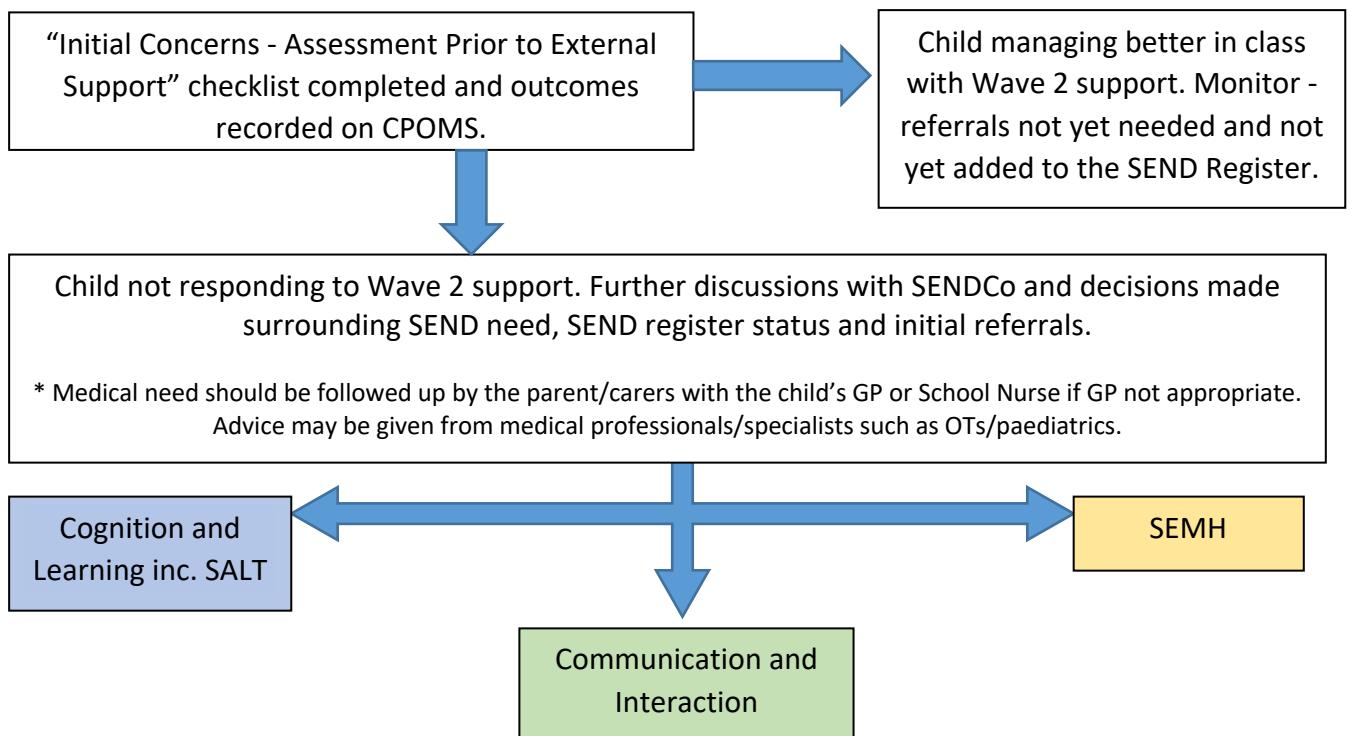 “Initial Concerns - Assessment Prior to External
Support” checklist completed and outcomes
recorded on CPOMS.
Child managing better in class
with Wave 2 support. Monitor -
referrals not yet needed and not
yet added to the SEND Register.
Child not responding to Wave 2 support. Further discussions with SENDCo and decisions made
surrounding SEND need, SEND register status and initial referrals.
* Medical need should be followed up by the parent/carers with the child’s GP or School Nurse if GP not appropriate.
Advice may be given from medical professionals/specialists such as OTs/paediatrics.
Cognition and
Learning inc. SALT
SEMH
Communication and
Interaction